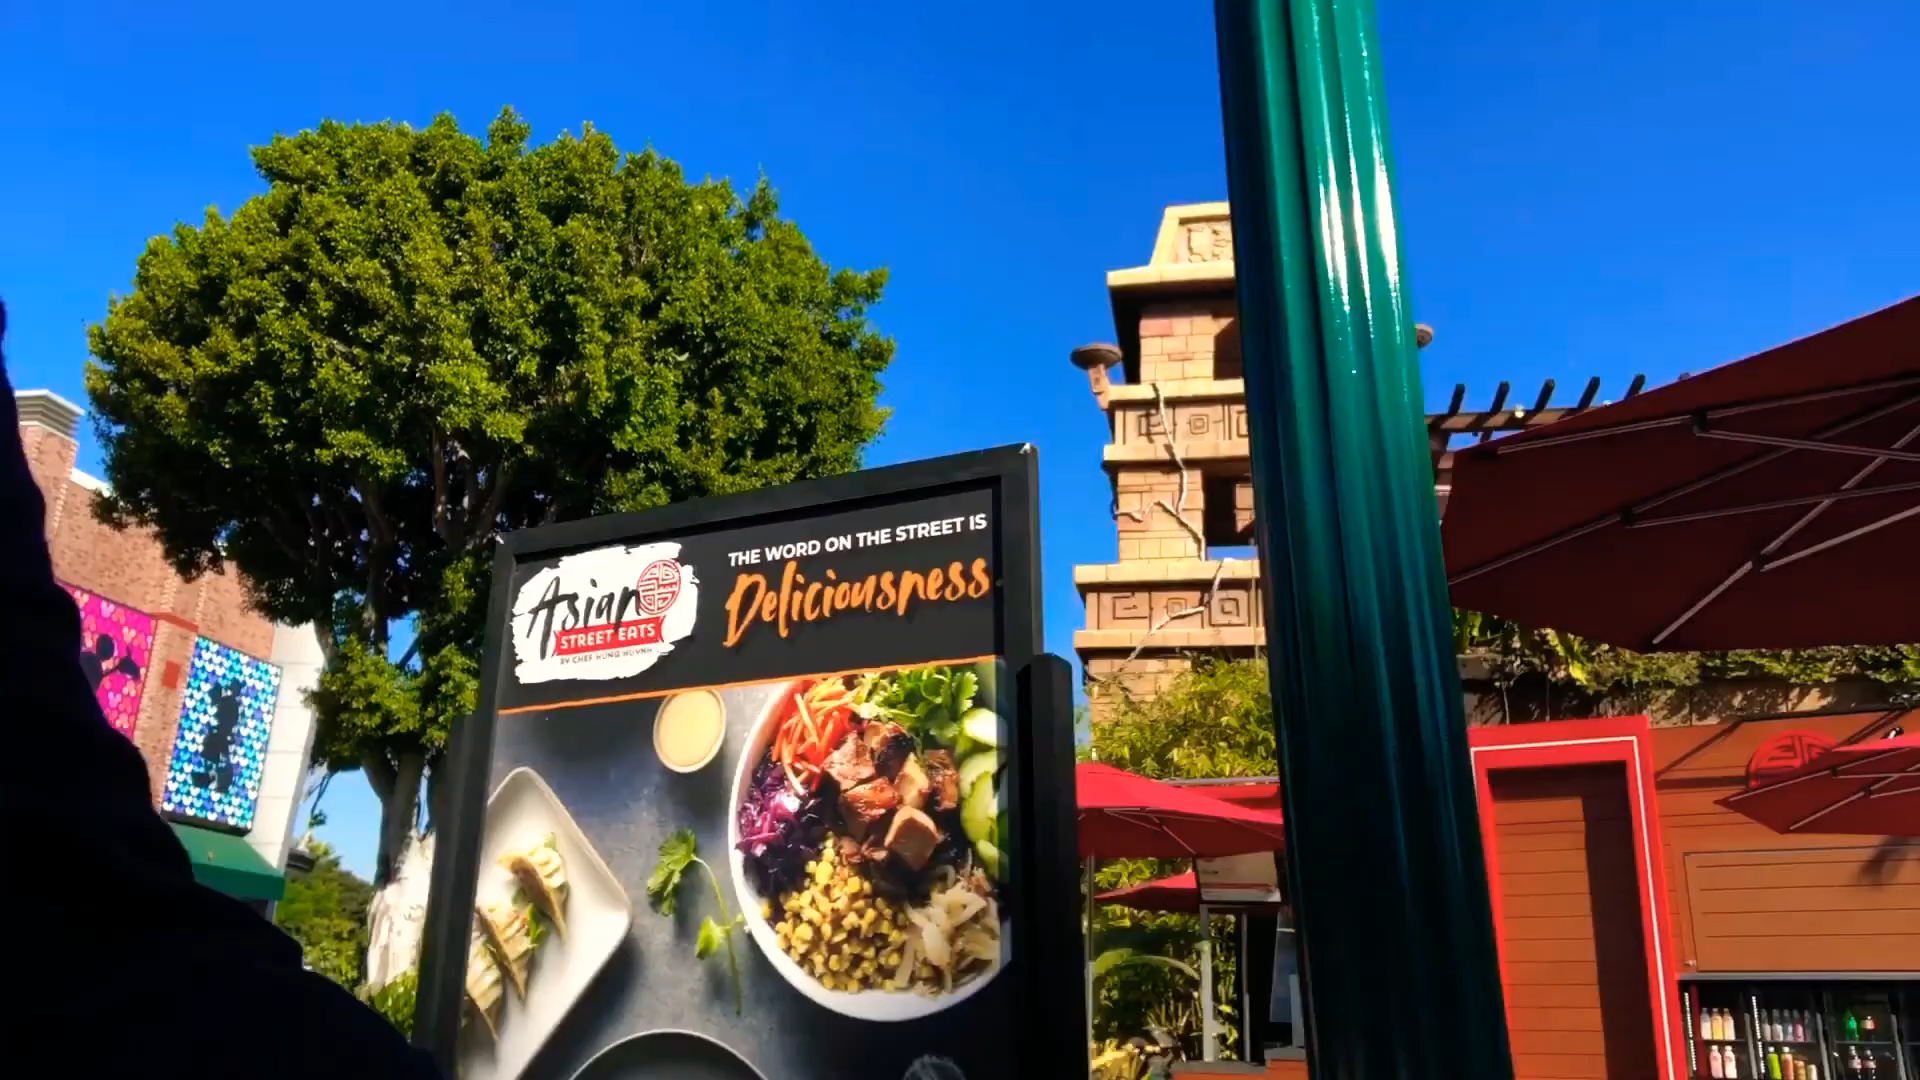 Asian
STREET EATS
BY CHEF HUNG HUYNH
THE WORD ON THE STREET IS
Deliciousness